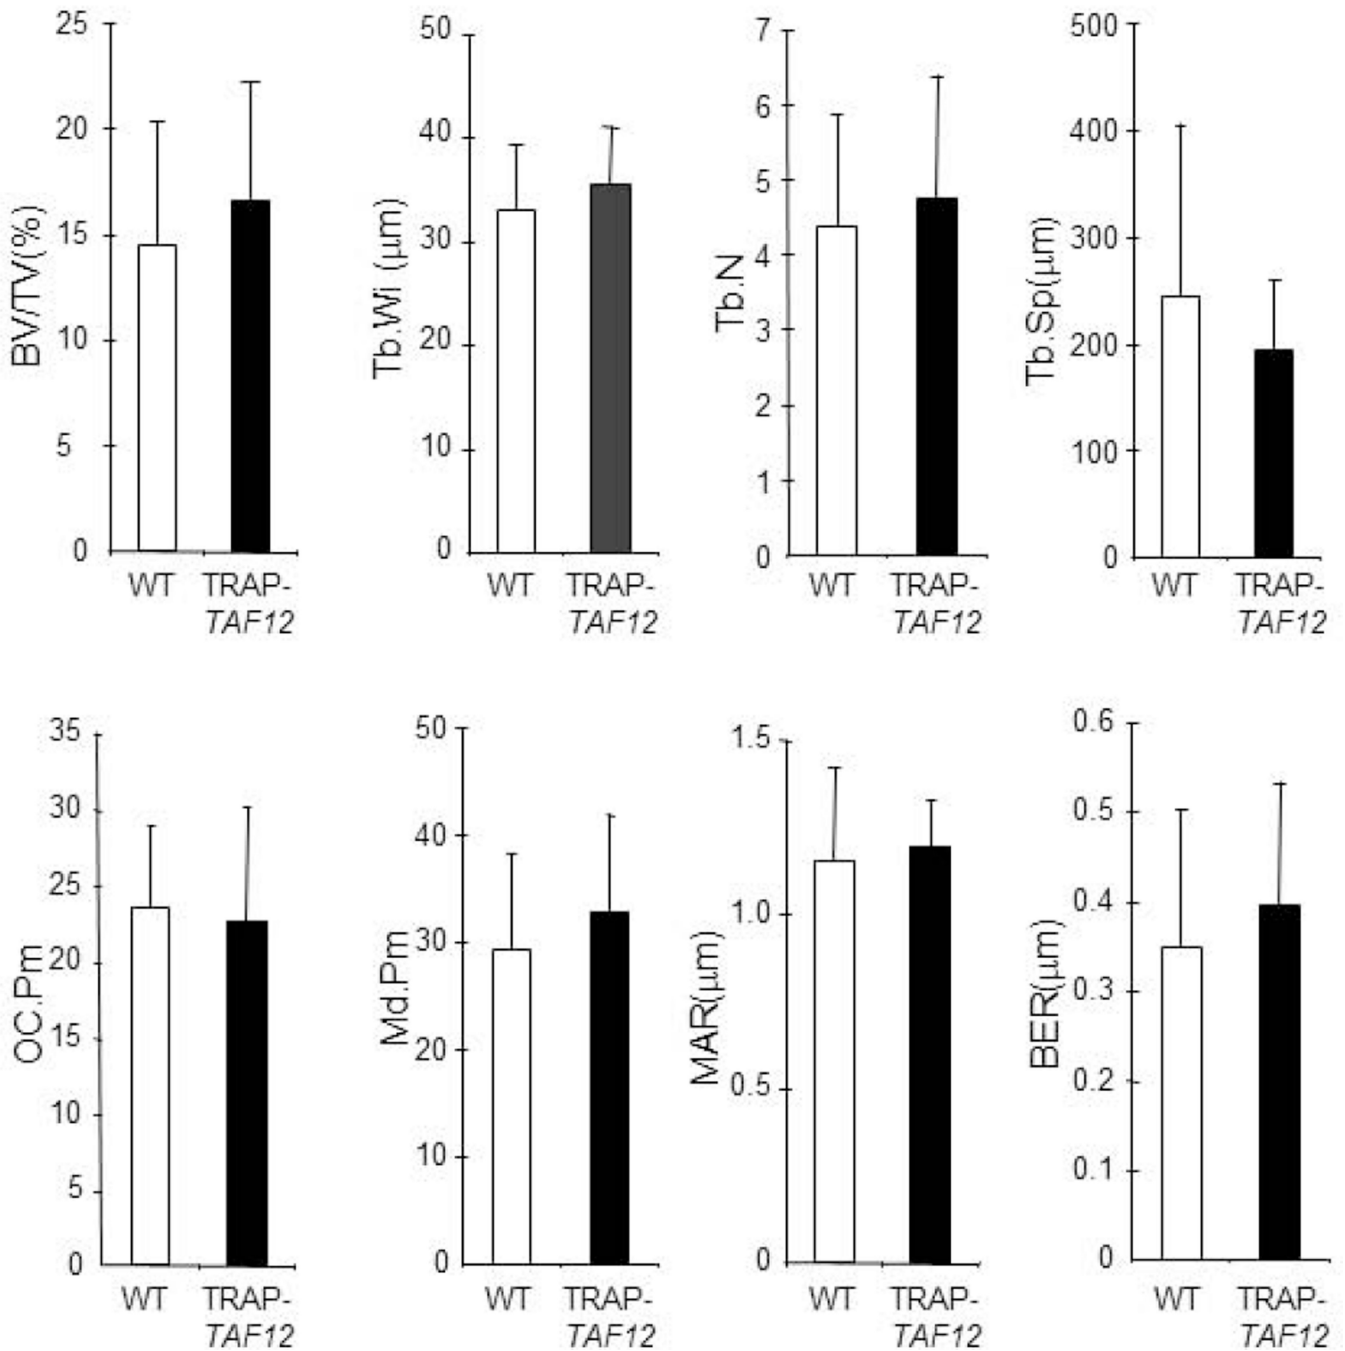 25
20
15
10
5
0
BV/TV(%)
WT
TRAP-
TAF12
50
40
30
20
10
0
Tb.Wi (μm)
WT
TRAP-
TAF12
7
6
5
4
3
2
1
0
Tb.N
WT
TRAP-
TAF12
500
400
300
200
100
0
Tb.Sp(μm)
WT
TRAP-
TAF12
35
30
25
20
15
10
5
0
OC.Pm
WT
TRAP-
TAF12
50
40
30
20
10
0
Md.Pm
WT
TRAP-
TAF12
1.5
1.0
0.5
0
MAR(μm)
WT
TRAP-
TAF12
0.6
0.5
0.4
0.3
0.2
0.1
0
BER(μm)
WT
TRAP-
TAF12